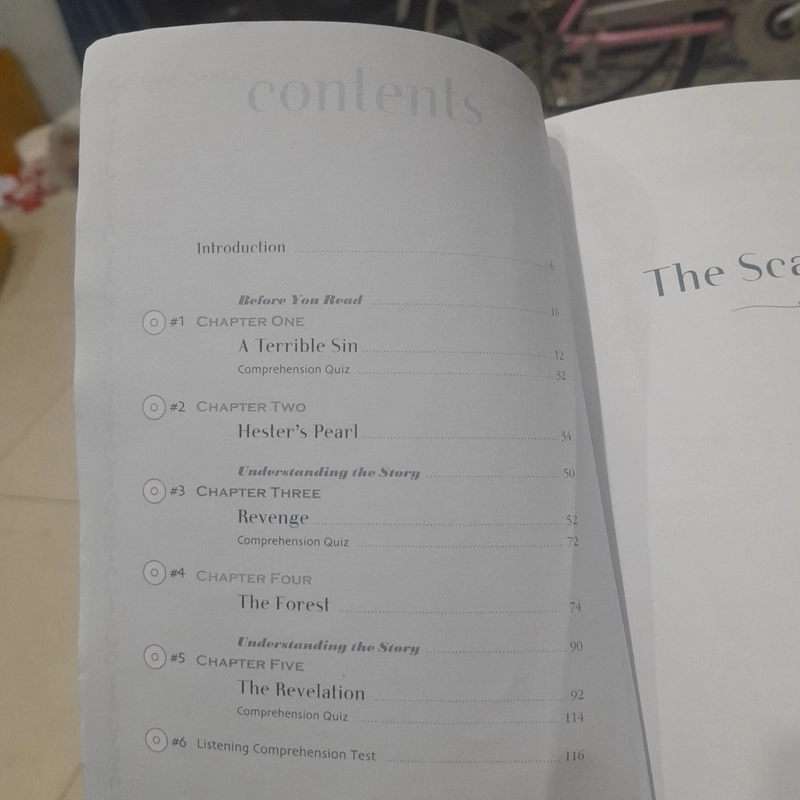 contents
Introduction 6
Before You Read 10
#1 CHAPTER ONE
A Terrible Sin 12
Comprehension Quiz 32
#2 CHAPTER TWO
Hester's Pearl 34
Understanding the Story 50
#3 CHAPTER THREE
Revenge 52
Comprehension Quiz 72
#4 CHAPTER FOUR
The Forest 74
Understanding the Story 90
#5 CHAPTER FIVE
The Revelation 92
Comprehension Quiz 114
#6 Listening Comprehension Test 116
The Sca